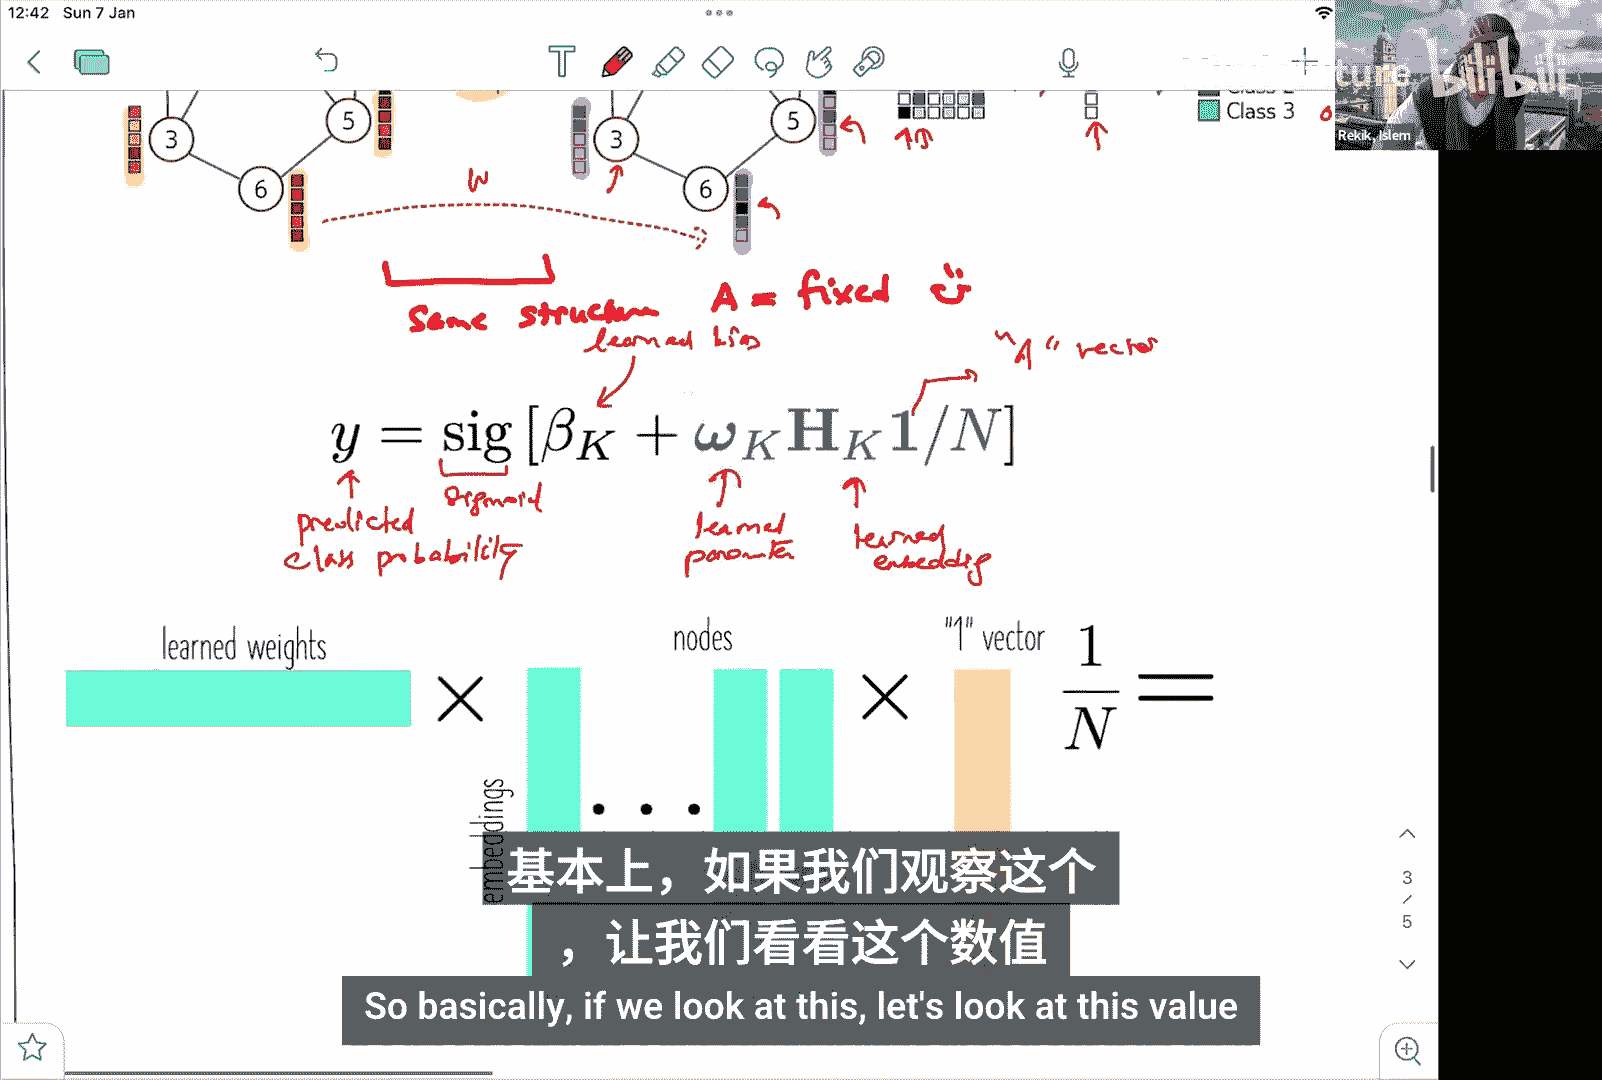 12:42 Sun 7 Jan
ture bilibili
Class 3
Rekik, Islem
3
5
3
5
6
6
W
Same structure A = fixed
learned bias
"1" vector
y = sig [β_K + ω_K H_K 1/N]
sigmoid
predicted
class probability
learned
parameter
learned
embedding
learned weights
nodes
"1" vector
× × 1/N =
embeddings
. . .
基本上，如果我们观察这个
，让我们看看这个数值
So basically, if we look at this, let's look at this value
3
/
5